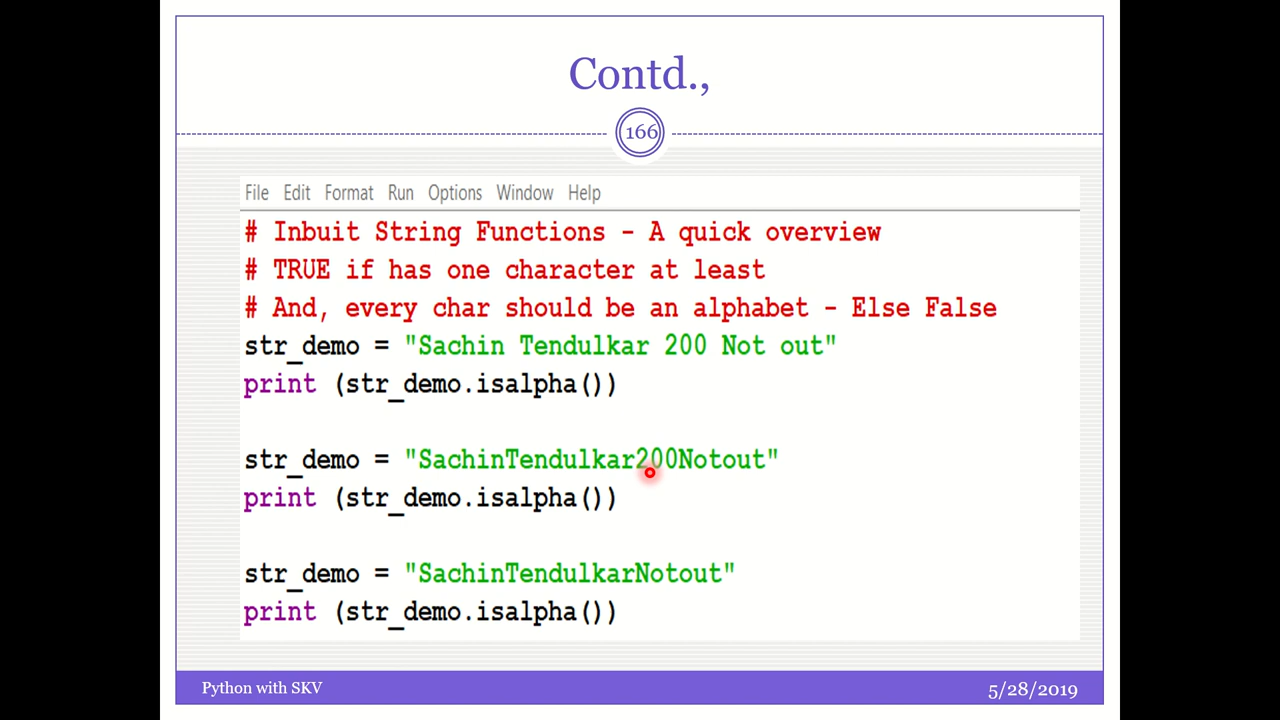 Contd.,
166
File Edit Format Run Options Window Help
# Inbuit String Functions - A quick overview
# TRUE if has one character at least
# And, every char should be an alphabet - Else False
str_demo = "Sachin Tendulkar 200 Not out"
print (str_demo.isalpha())
str_demo = "SachinTendulkar200Notout"
print (str_demo.isalpha())
str_demo = "SachinTendulkarNotout"
print (str_demo.isalpha())
Python with SKV
5/28/2019